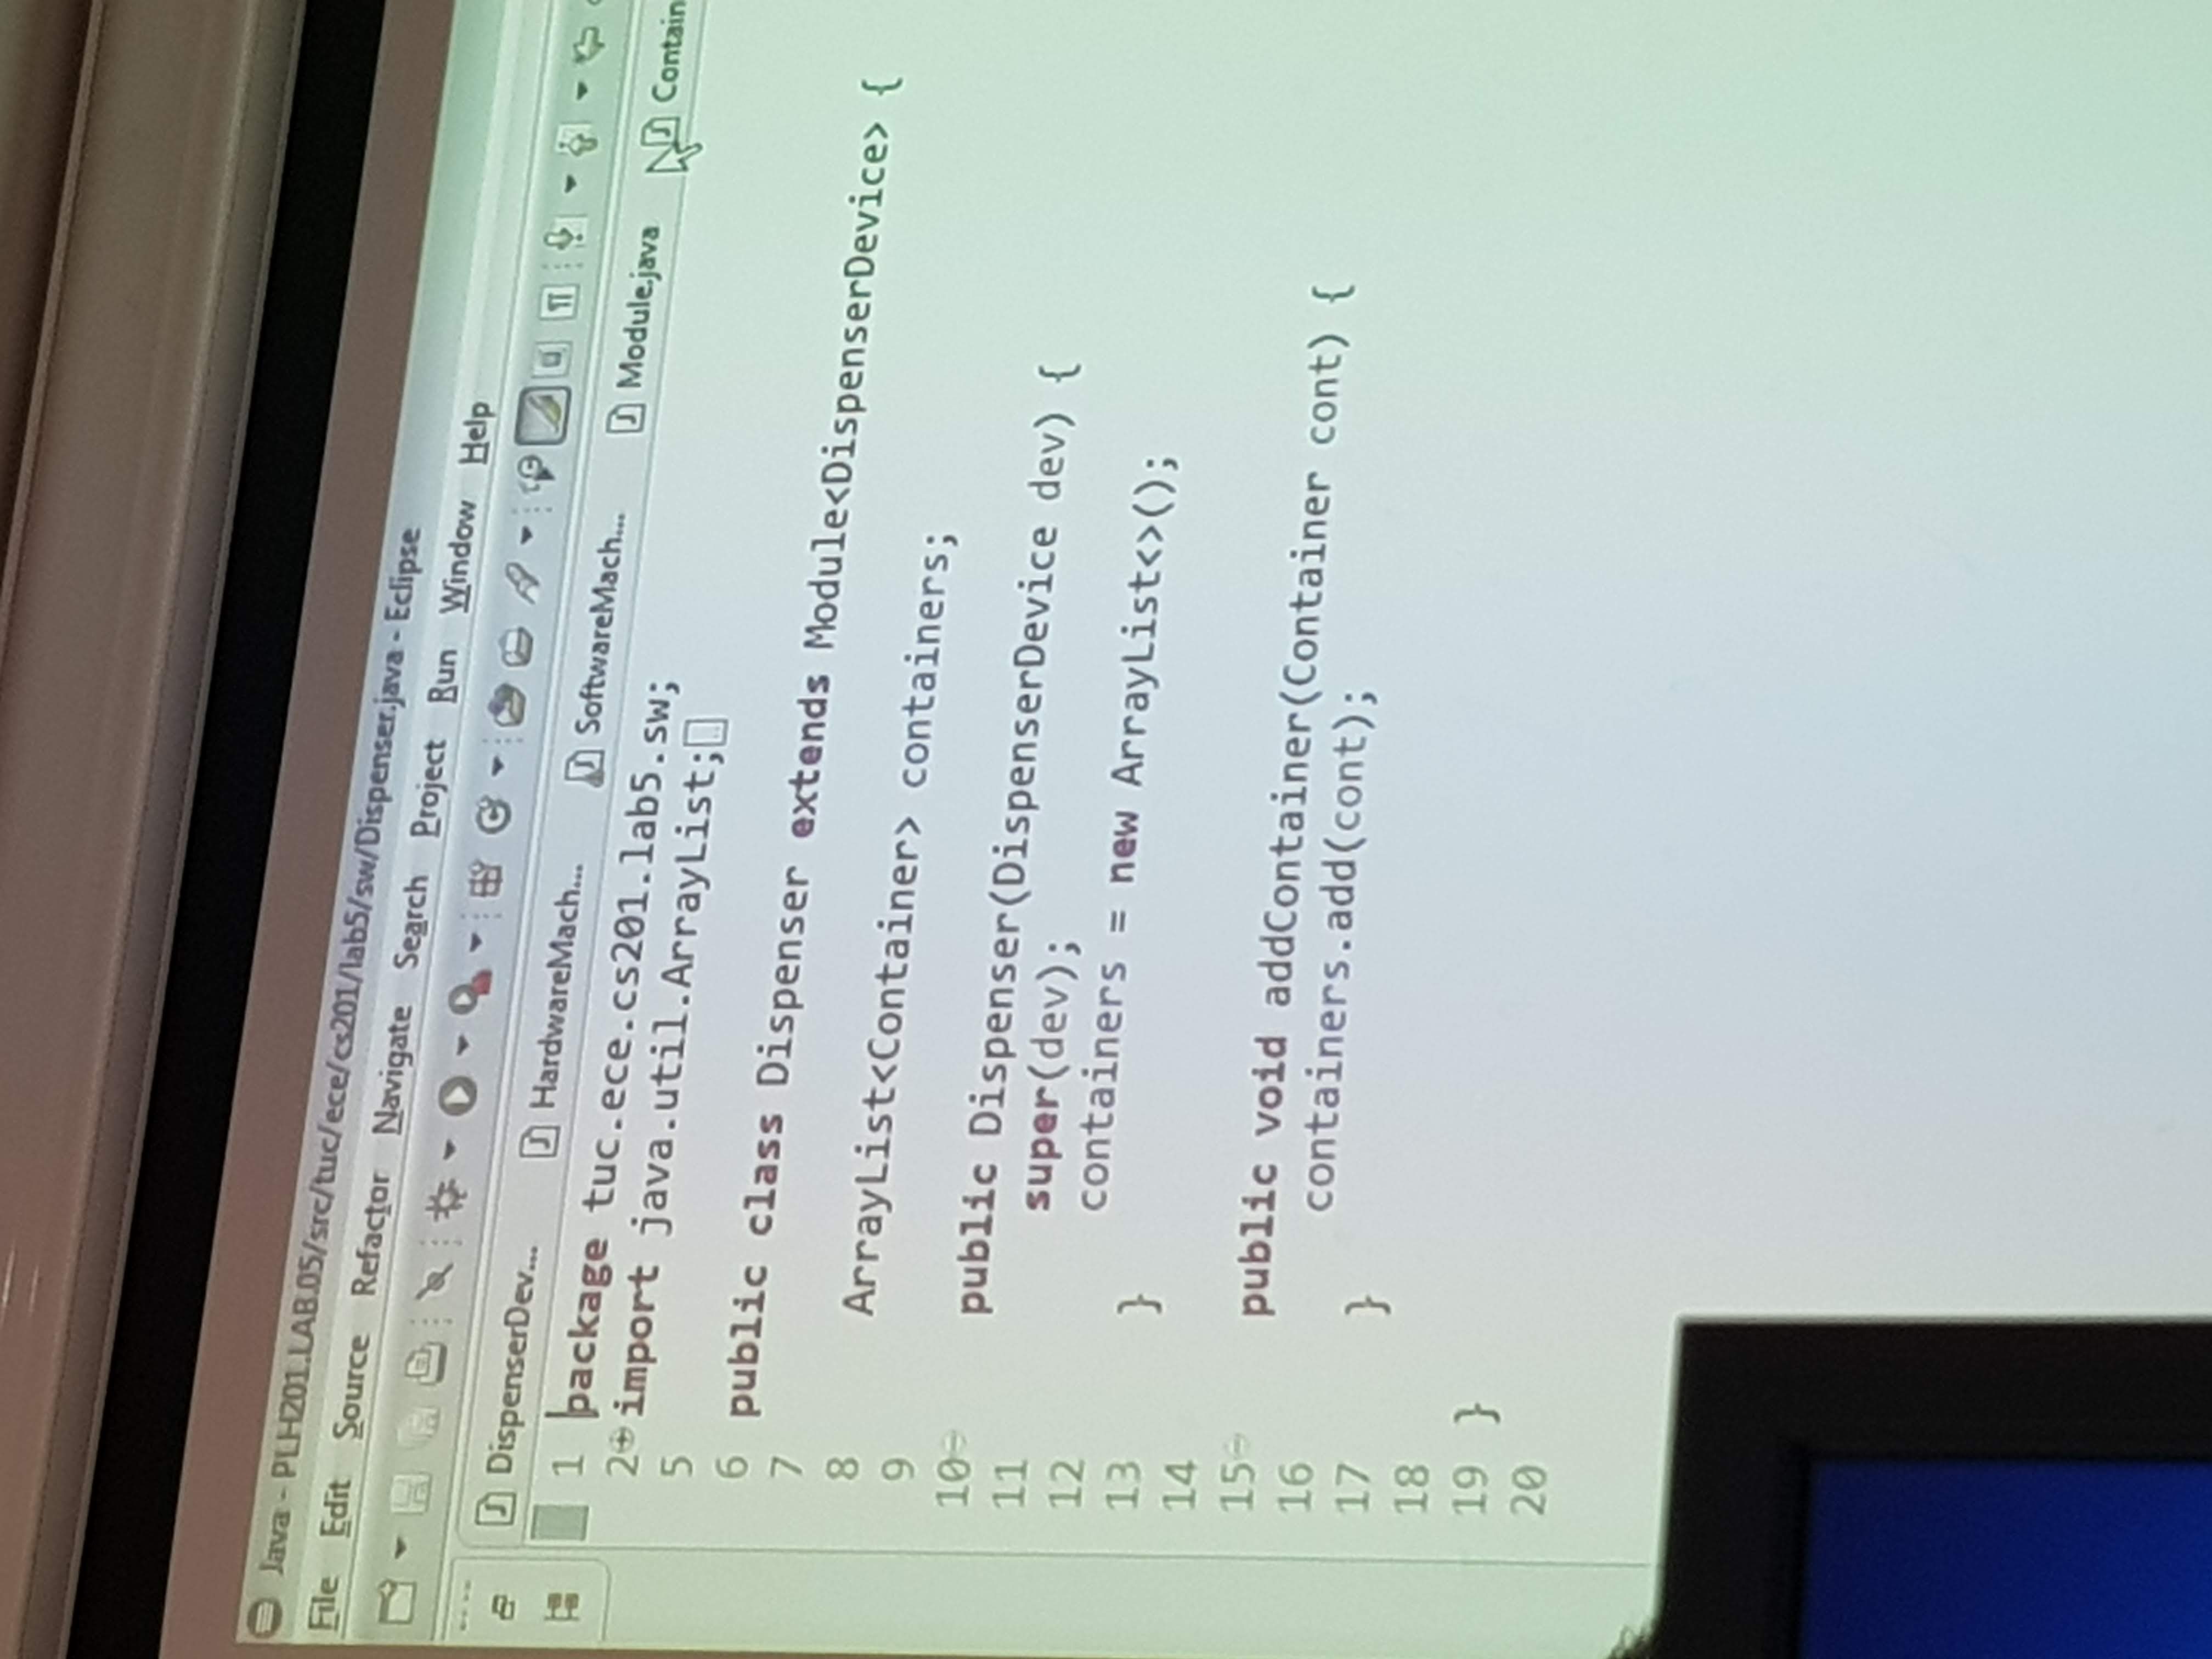 Java - PLH201.LAB.05/src/tuc/ece/cs201/lab5/sw/Dispenser.java - Eclipse
File Edit Source Refactor Navigate Search Project Run Window Help
DispenserDev... HardwareMach... SoftwareMach... Module.java Contain
1 package tuc.ece.cs201.lab5.sw;
2 import java.util.ArrayList;
5
6 public class Dispenser extends Module<DispenserDevice> {
7
8 ArrayList<Container> containers;
9
10 public Dispenser(DispenserDevice dev) {
11 super(dev);
12 containers = new ArrayList<>();
13 }
14
15 public void addContainer(Container cont) {
16 containers.add(cont);
17 }
18
19 }
20